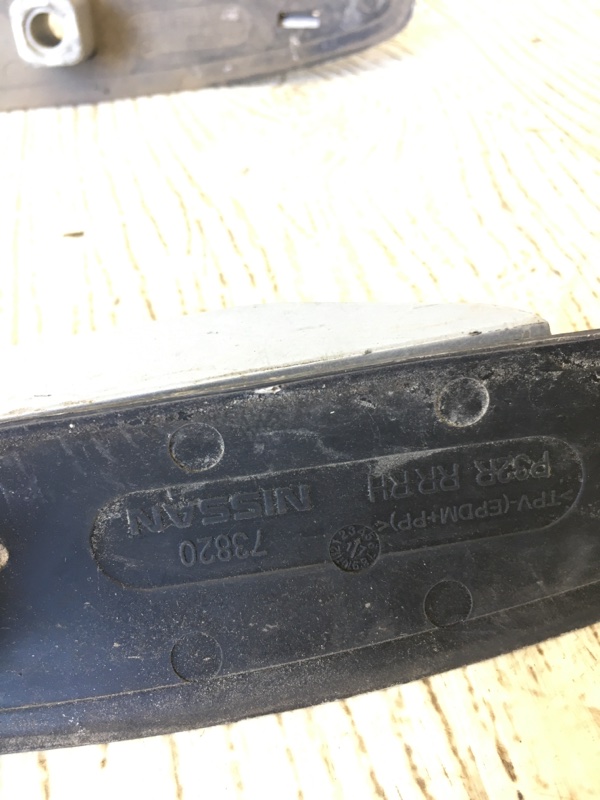 P32R RR RH
>TPV-(EPDM+PP)<
NISSAN
73820